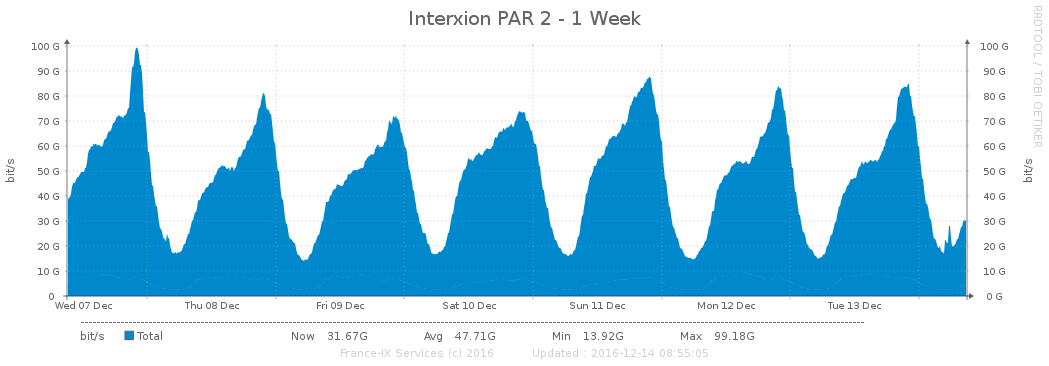 Interxion PAR 2 - 1 Week
RRDTOOL / TOBI OETIKER
bit/s
100 G 100 G
90 G 90 G
80 G 80 G
70 G 70 G
60 G 60 G
50 G 50 G
40 G 40 G
30 G 30 G
20 G 20 G
10 G 10 G
0 0 G
bit/s
Wed 07 Dec Thu 08 Dec Fri 09 Dec Sat 10 Dec Sun 11 Dec Mon 12 Dec Tue 13 Dec
bit/s Total Now 31.67G Avg 47.71G Min 13.92G Max 99.18G
France-IX Services (c) 2016 Updated : 2016-12-14 08:55:05